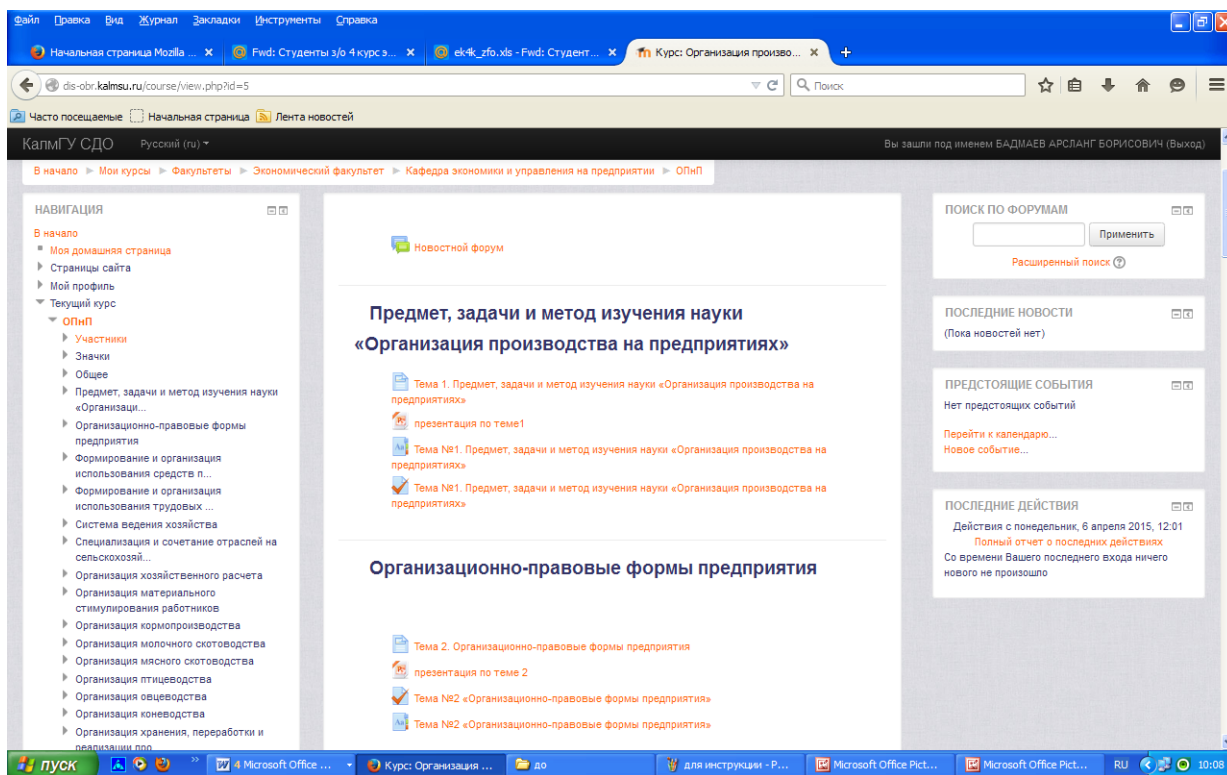 Файл Правка Вид Журнал Закладки Инструменты Справка
Начальная страница Mozilla ... Fwd: Студенты з/о 4 курс э... ek4k_zfo.xls - Fwd: Студент... Курс: Организация произво...
dis-obr.kalmsu.ru/course/view.php?id=5 Поиск
Часто посещаемые Начальная страница Лента новостей
КалмГУ СДО Русский (ru) Вы зашли под именем БАДМАЕВ АРСЛАНГ БОРИСОВИЧ (Выход)
В начало Мои курсы Факультеты Экономический факультет Кафедра экономики и управления на предприятии ОПнП
НАВИГАЦИЯ
В начало
Моя домашняя страница
Страницы сайта
Мой профиль
Текущий курс
ОПнП
Участники
Значки
Общее
Предмет, задачи и метод изучения науки
«Организаци...
Организационно-правовые формы
предприятия
Формирование и организация
использования средств п...
Формирование и организация
использования трудовых ...
Система ведения хозяйства
Специализация и сочетание отраслей на
сельскохозяй...
Организация хозяйственного расчета
Организация материального
стимулирования работников
Организация кормопроизводства
Организация молочного скотоводства
Организация мясного скотоводства
Организация птицеводства
Организация овцеводства
Организация коневодства
Организация хранения, переработки и
реализации про...
Новостной форум
Предмет, задачи и метод изучения науки
«Организация производства на предприятиях»
Тема 1. Предмет, задачи и метод изучения науки «Организация производства на
предприятиях»
презентация по теме1
Тема №1. Предмет, задачи и метод изучения науки «Организация производства на
предприятиях»
Тема №1. Предмет, задачи и метод изучения науки «Организация производства на
предприятиях»
Организационно-правовые формы предприятия
Тема 2. Организационно-правовые формы предприятия
презентация по теме 2
Тема №2 «Организационно-правовые формы предприятия»
Тема №2 «Организационно-правовые формы предприятия»
ПОИСК ПО ФОРУМАМ
Применить
Расширенный поиск
ПОСЛЕДНИЕ НОВОСТИ
(Пока новостей нет)
ПРЕДСТОЯЩИЕ СОБЫТИЯ
Нет предстоящих событий
Перейти к календарю...
Новое событие...
ПОСЛЕДНИЕ ДЕЙСТВИЯ
Действия с понедельник, 6 апреля 2015, 12:01
Полный отчет о последних действиях
Со времени Вашего последнего входа ничего
нового не произошло
пуск 4 Microsoft Office ... Курс: Организация ... до для инструкции - P... Microsoft Office Pict... Microsoft Office Pict... RU 10:08